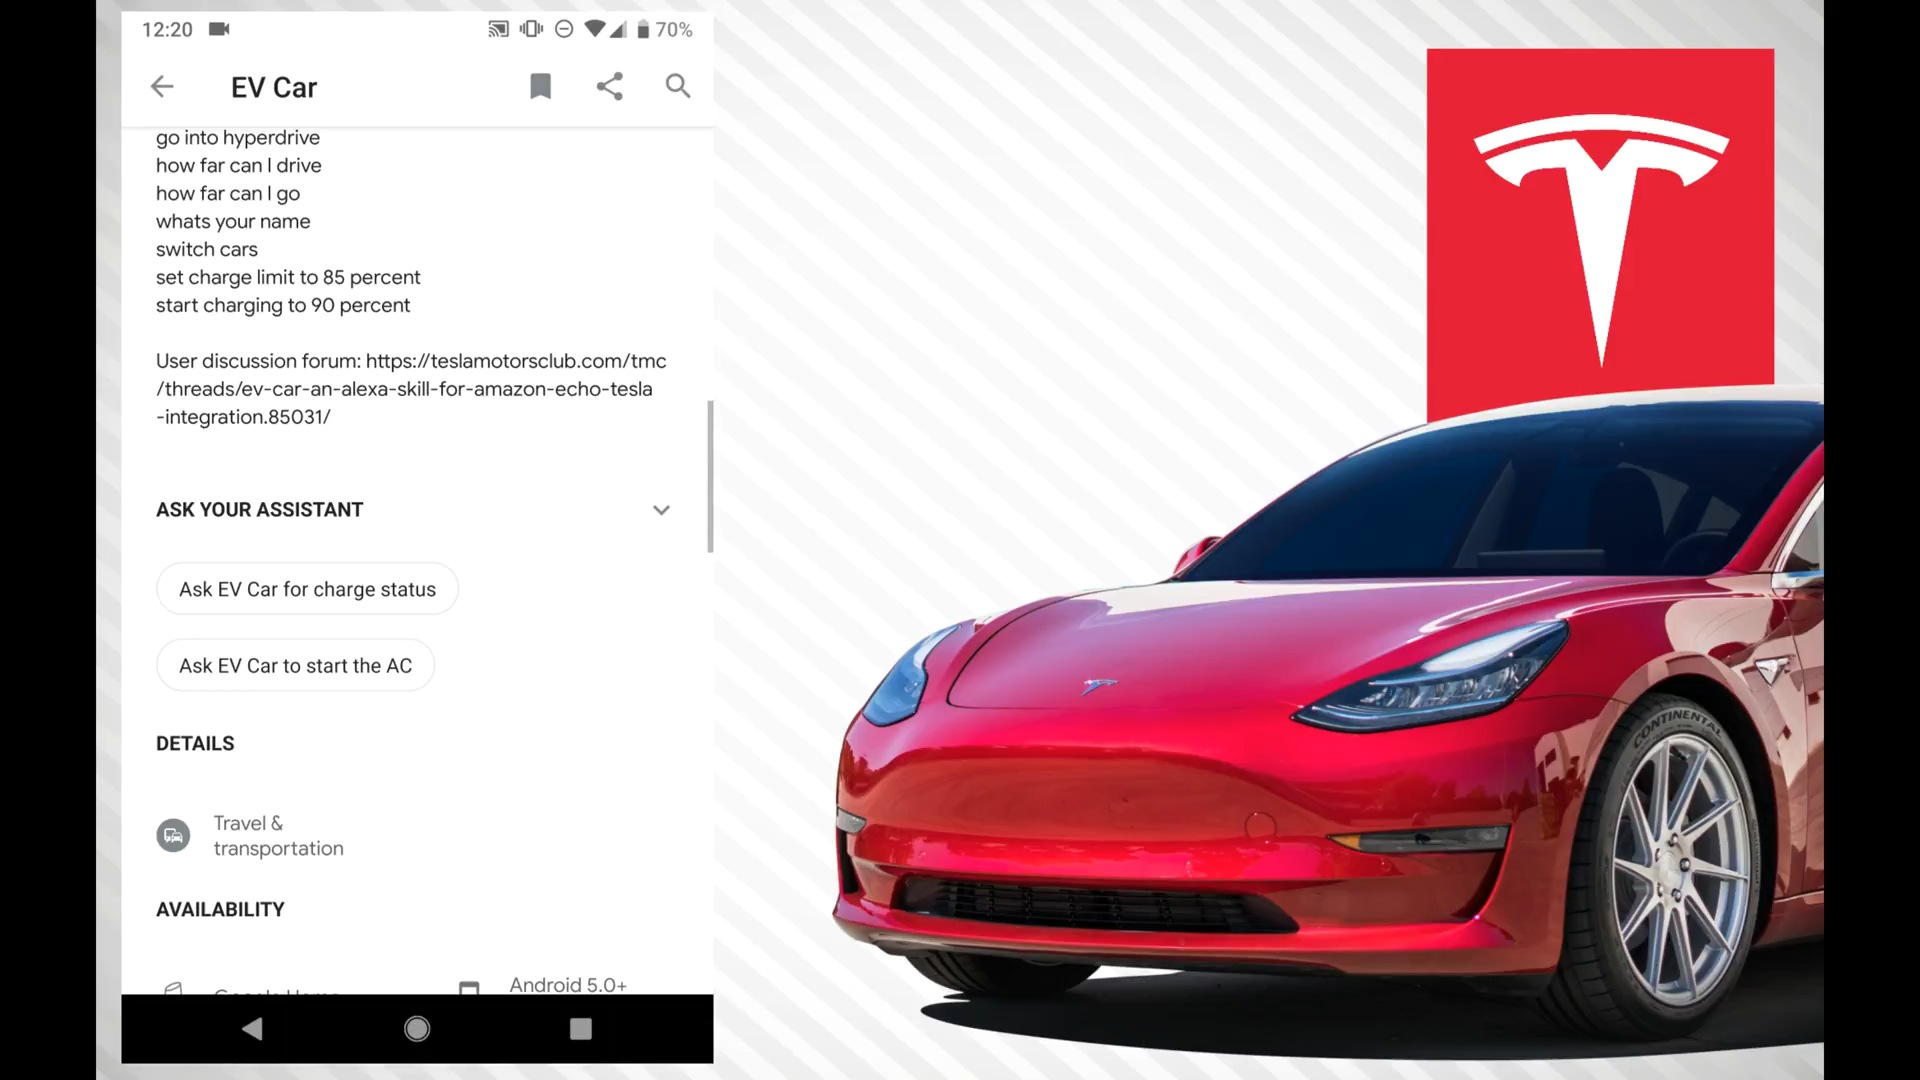 12:20
70%
EV Car
go into hyperdrive
how far can I drive
how far can I go
whats your name
switch cars
set charge limit to 85 percent
start charging to 90 percent
User discussion forum: https://teslamotorsclub.com/tmc
/threads/ev-car-an-alexa-skill-for-amazon-echo-tesla
-integration.85031/
ASK YOUR ASSISTANT
Ask EV Car for charge status
Ask EV Car to start the AC
DETAILS
Travel &
transportation
AVAILABILITY
Google Home
Android 5.0+
CONTINENTAL